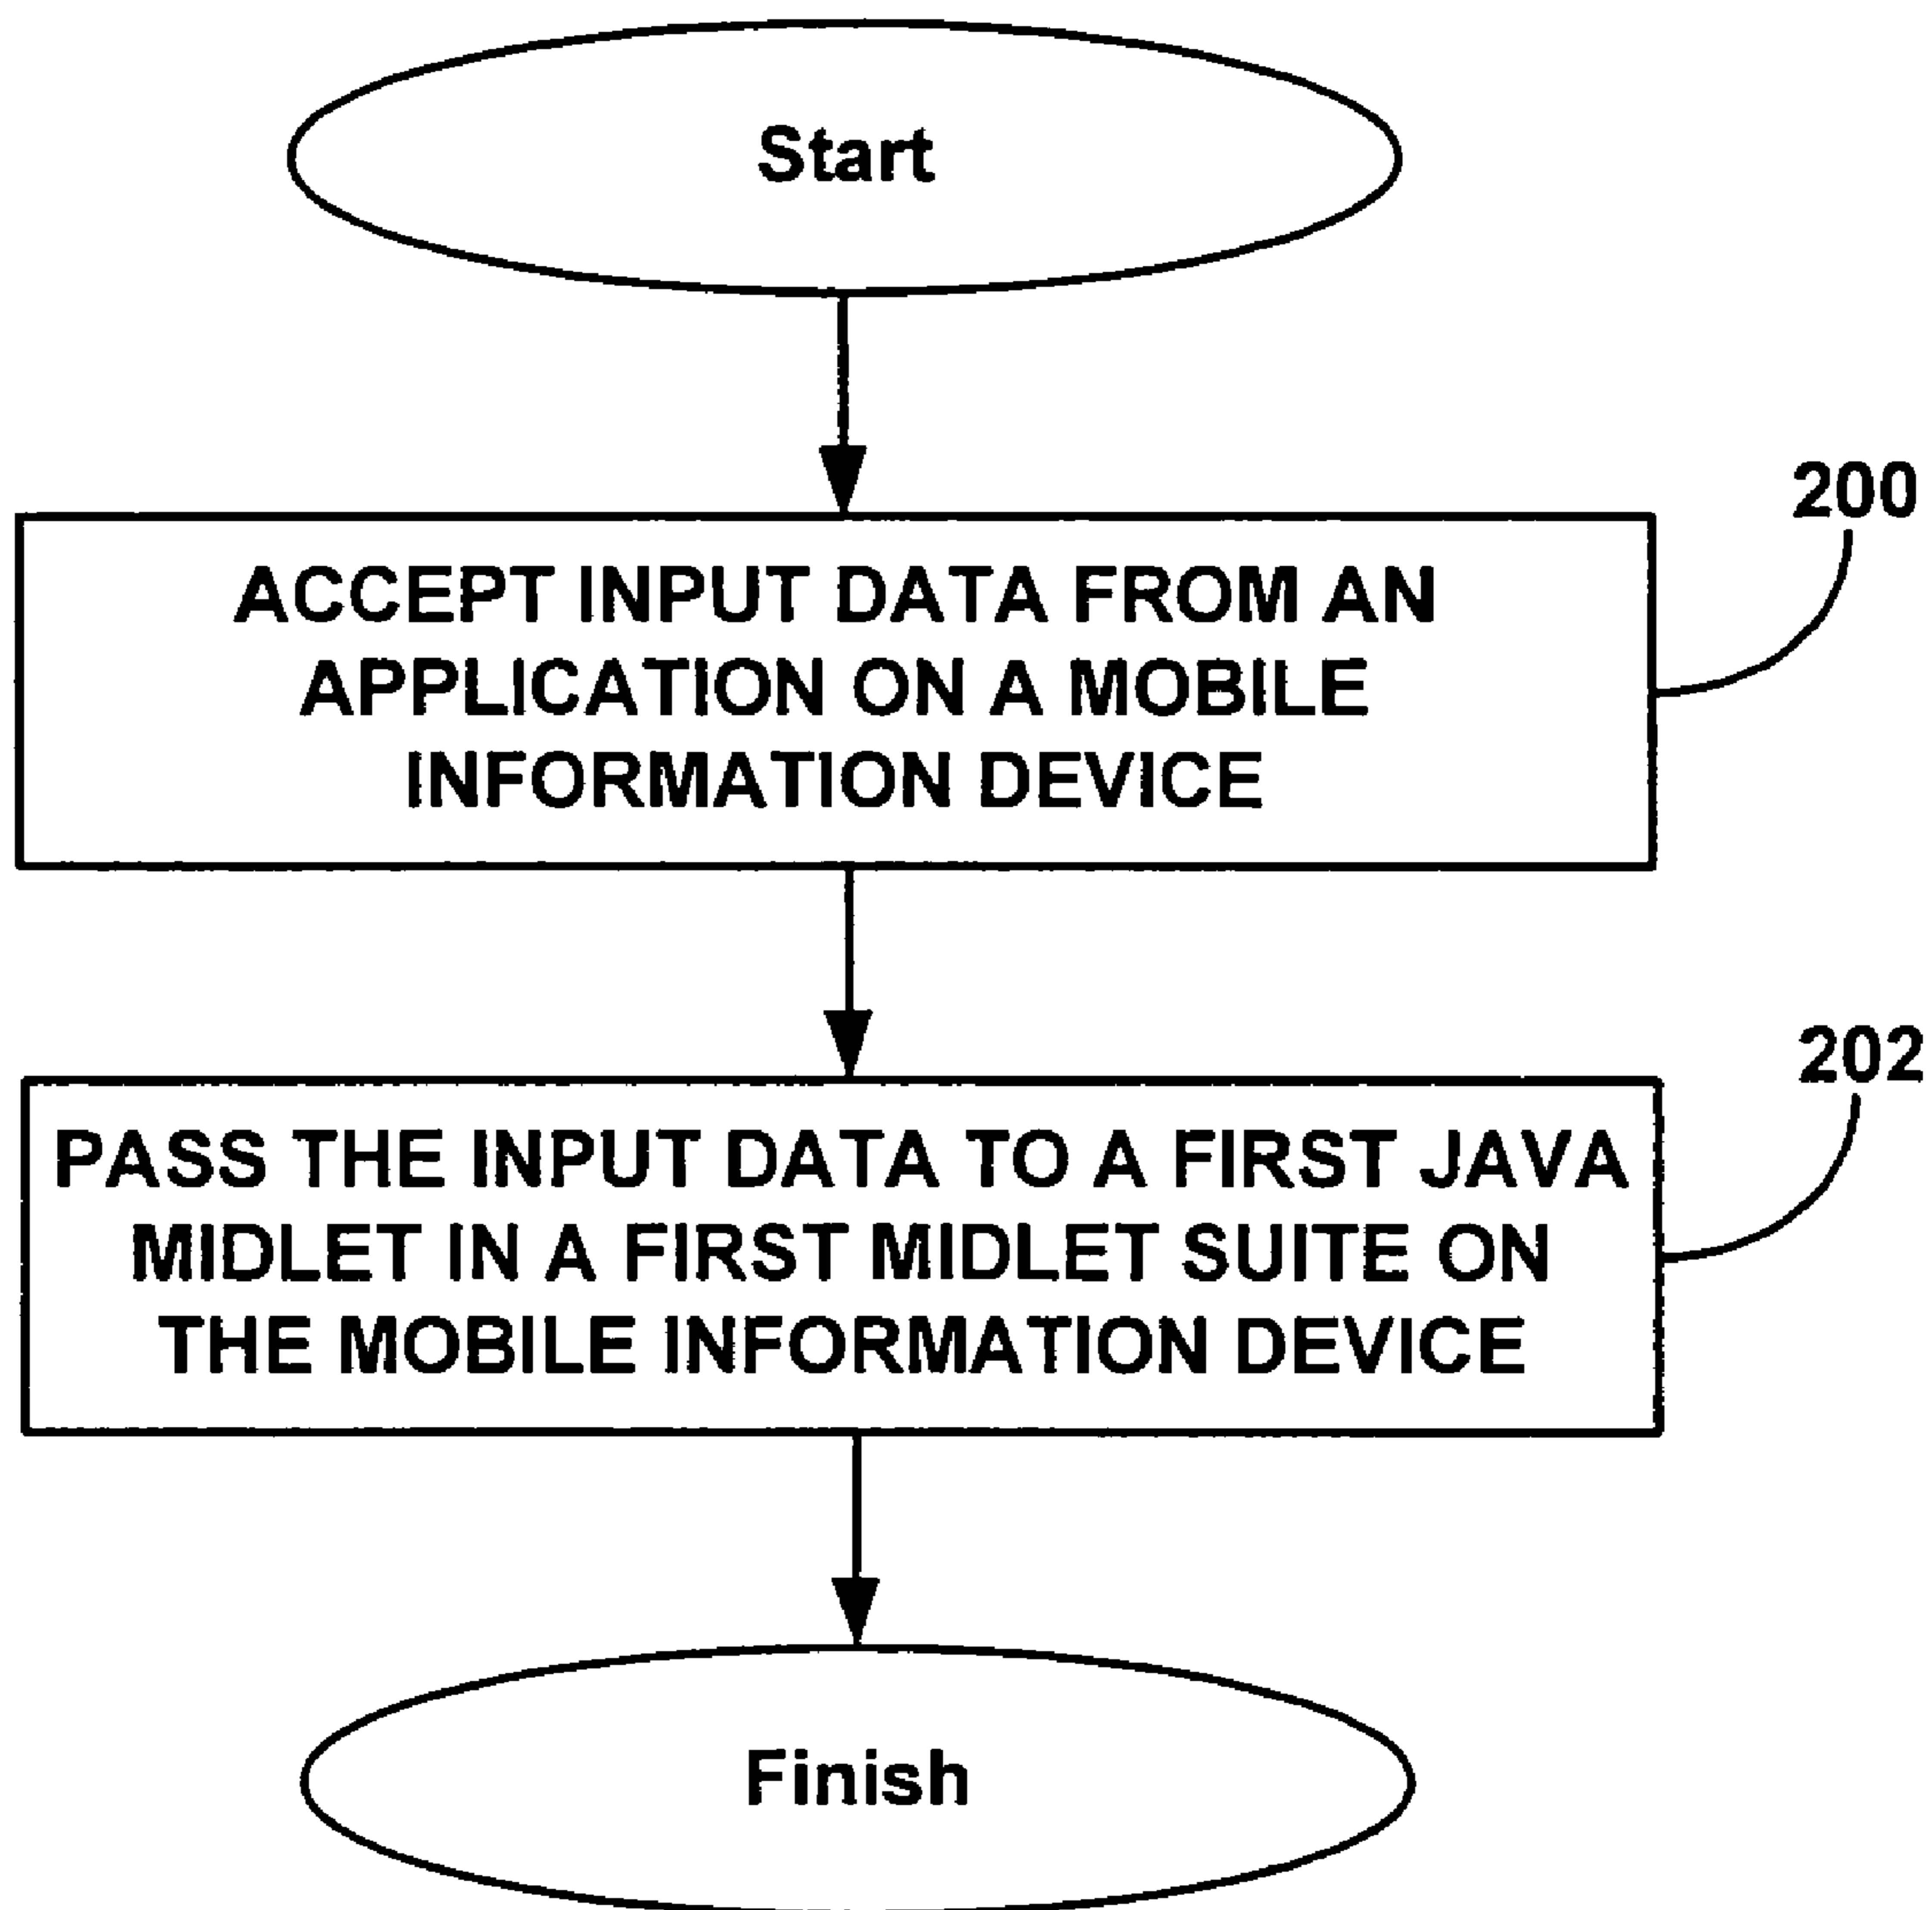 Start
200
ACCEPT INPUT DATA FROM AN
APPLICATION ON A MOBILE
INFORMATION DEVICE
202
PASS THE INPUT DATA TO A FIRST JAVA
MIDLET IN A FIRST MIDLET SUITE ON
THE MOBILE INFORMATION DEVICE
Finish